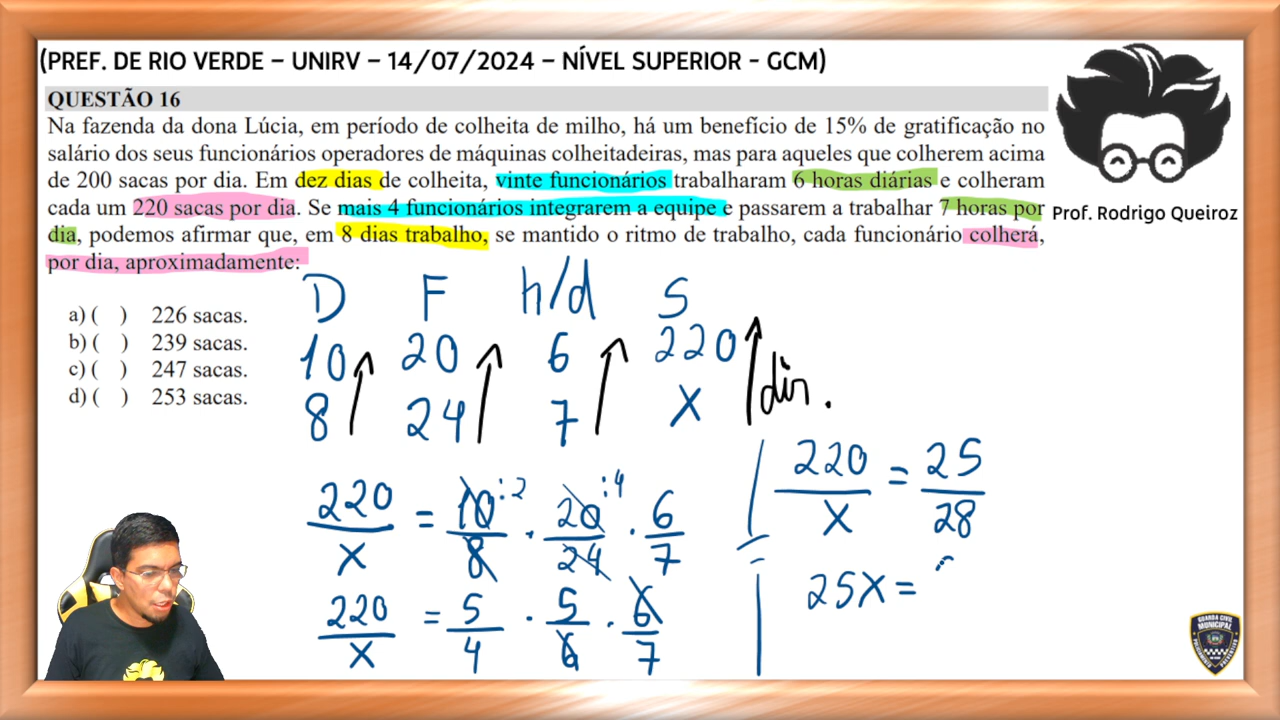 (PREF. DE RIO VERDE – UNIRV – 14/07/2024 – NÍVEL SUPERIOR - GCM)
QUESTÃO 16
Na fazenda da dona Lúcia, em período de colheita de milho, há um benefício de 15% de gratificação no
salário dos seus funcionários operadores de máquinas colheitadeiras, mas para aqueles que colherem acima
de 200 sacas por dia. Em dez dias de colheita, vinte funcionários trabalharam 6 horas diárias e colheram
cada um 220 sacas por dia. Se mais 4 funcionários integrarem a equipe e passarem a trabalhar 7 horas por
dia, podemos afirmar que, em 8 dias trabalho, se mantido o ritmo de trabalho, cada funcionário colherá,
por dia, aproximadamente:
Prof. Rodrigo Queiroz
a) ( ) 226 sacas.
b) ( ) 239 sacas.
c) ( ) 247 sacas.
d) ( ) 253 sacas.
D F h/d S
10 20 6 220
8 24 7 X
dir.
220/X = 10/8 :2 . 20/24 :4 . 6/7
220/X = 5/4 . 5/6 . 6/7
220/X = 25/28
25X =
GUARDA CIVIL
MUNICIPAL